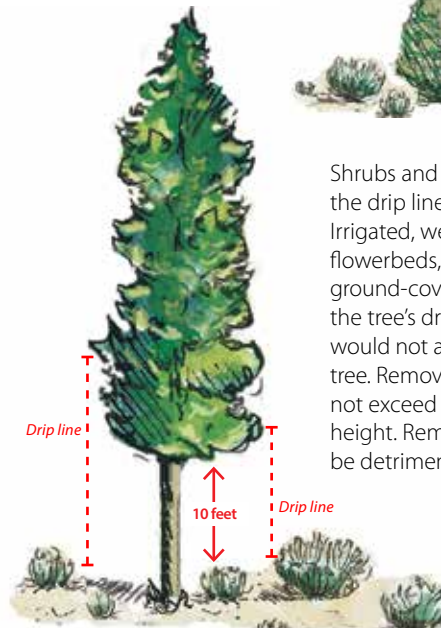 Shrubs and
the drip line
Irrigated, we
flowerbeds,
ground-cov
the tree's dr
would not a
tree. Remov
not exceed
height. Rem
be detrimen
Drip line
10 feet
Drip line